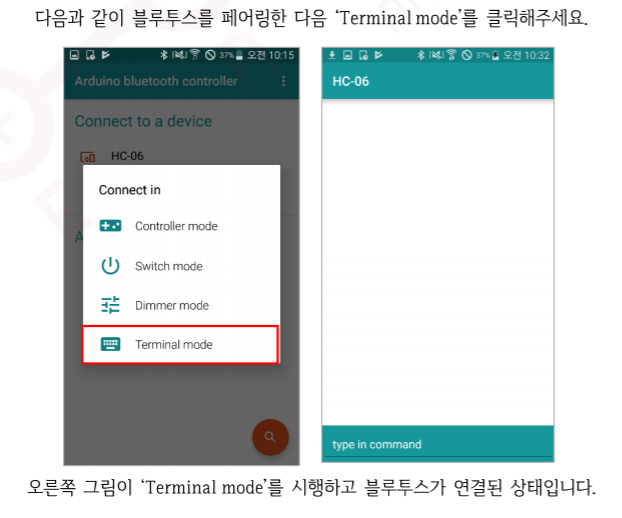 다음과 같이 블루투스를 페어링한 다음 ‘Terminal mode’를 클릭해주세요.
37% 오전 10:15
Arduino bluetooth controller
Connect to a device
HC-06
Connect in
Controller mode
Switch mode
Dimmer mode
Terminal mode
37% 오전 10:32
HC-06
type in command
오른쪽 그림이 ‘Terminal mode’를 시행하고 블루투스가 연결된 상태입니다.